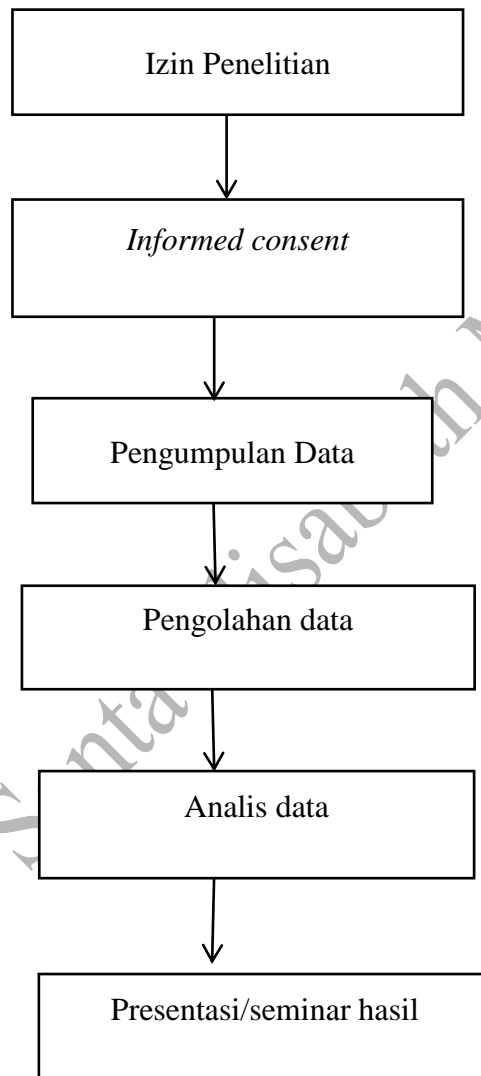 Izin Penelitian
Informed consent
Pengumpulan Data
Pengolahan data
Analis data
Presentasi/seminar hasil